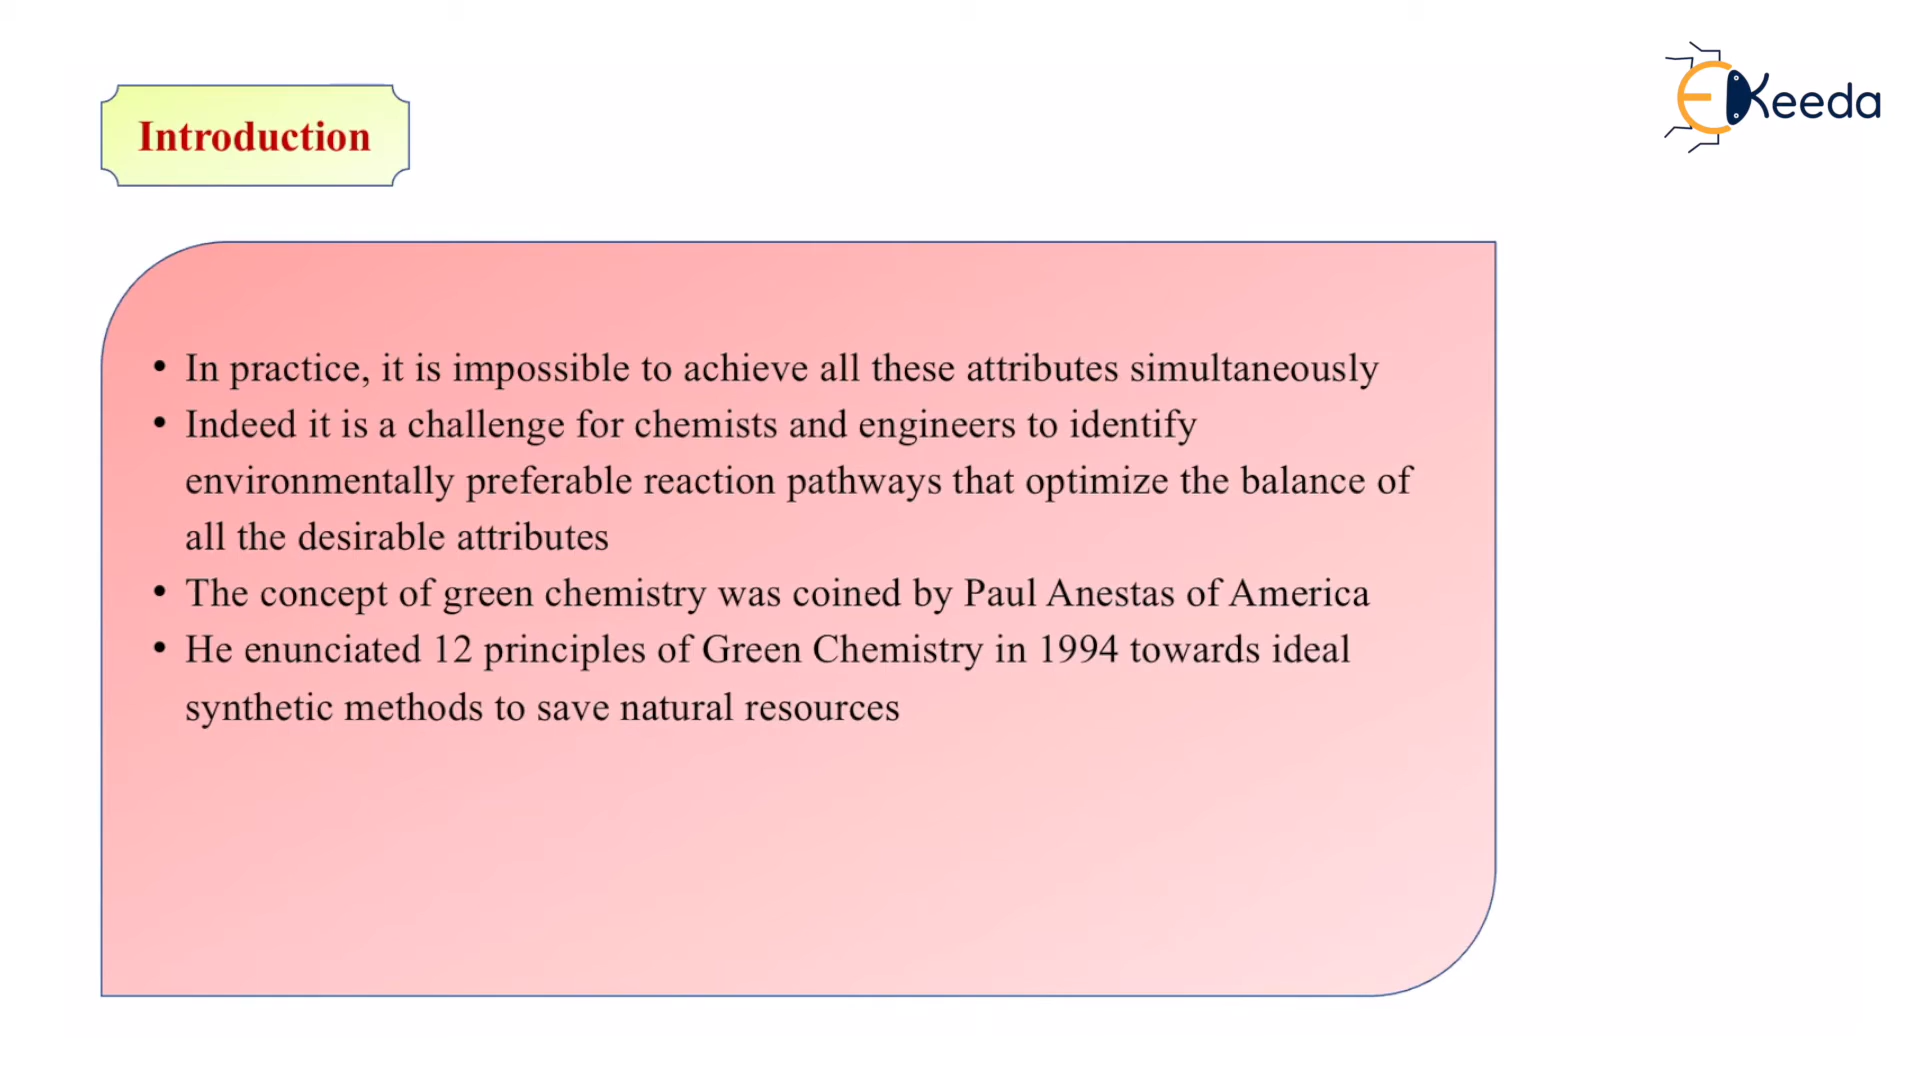 Introduction
EKeeda
• In practice, it is impossible to achieve all these attributes simultaneously
• Indeed it is a challenge for chemists and engineers to identify
environmentally preferable reaction pathways that optimize the balance of
all the desirable attributes
• The concept of green chemistry was coined by Paul Anestas of America
• He enunciated 12 principles of Green Chemistry in 1994 towards ideal
synthetic methods to save natural resources